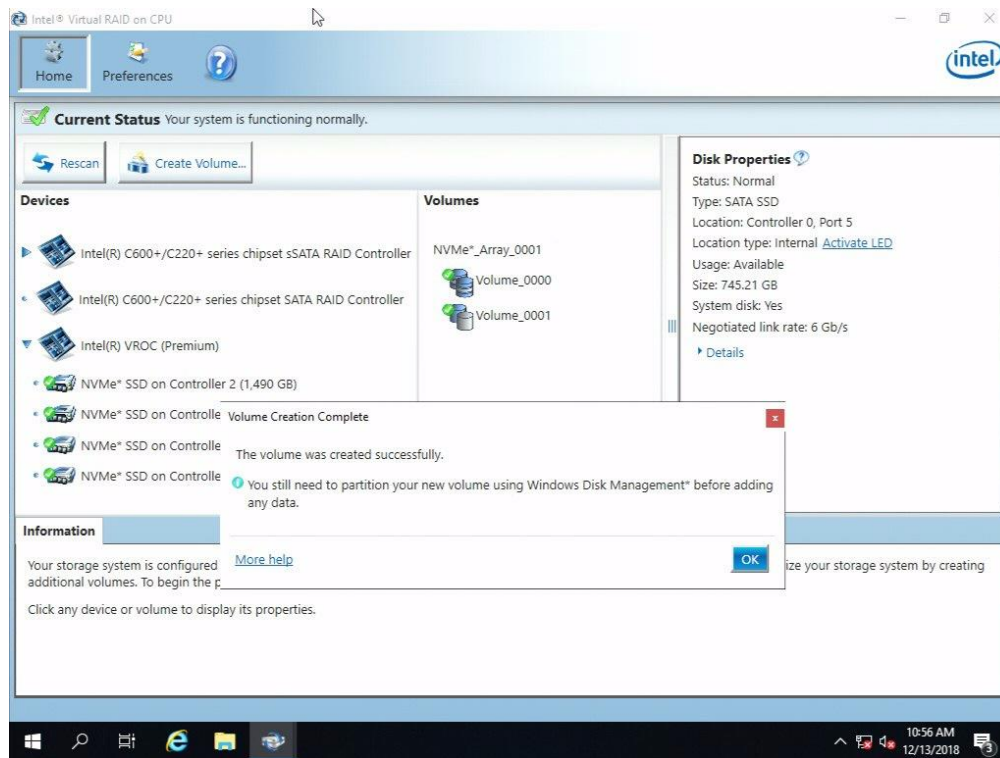 Intel® Virtual RAID on CPU
Home
Preferences
intel
Current Status Your system is functioning normally.
Rescan
Create Volume...
Devices
Intel(R) C600+/C220+ series chipset sSATA RAID Controller
Intel(R) C600+/C220+ series chipset SATA RAID Controller
Intel(R) VROC (Premium)
NVMe* SSD on Controller 2 (1,490 GB)
NVMe* SSD on Controlle
NVMe* SSD on Controlle
NVMe* SSD on Controlle
Volumes
NVMe*_Array_0001
Volume_0000
Volume_0001
Disk Properties ?
Status: Normal
Type: SATA SSD
Location: Controller 0, Port 5
Location type: Internal Activate LED
Usage: Available
Size: 745.21 GB
System disk: Yes
Negotiated link rate: 6 Gb/s
Details
Volume Creation Complete
x
The volume was created successfully.
You still need to partition your new volume using Windows Disk Management* before adding
any data.
More help
OK
Information
Your storage system is configured ize your storage system by creating
additional volumes. To begin the p
Click any device or volume to display its properties.
10:56 AM
12/13/2018
3